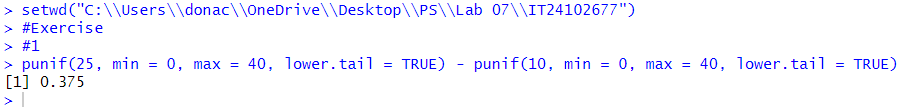 > setwd("C:\\Users\\donac\\OneDrive\\Desktop\\PS\\Lab 07\\IT24102677")
> #Exercise
> #1
> punif(25, min = 0, max = 40, lower.tail = TRUE) - punif(10, min = 0, max = 40, lower.tail = TRUE)
[1] 0.375
>